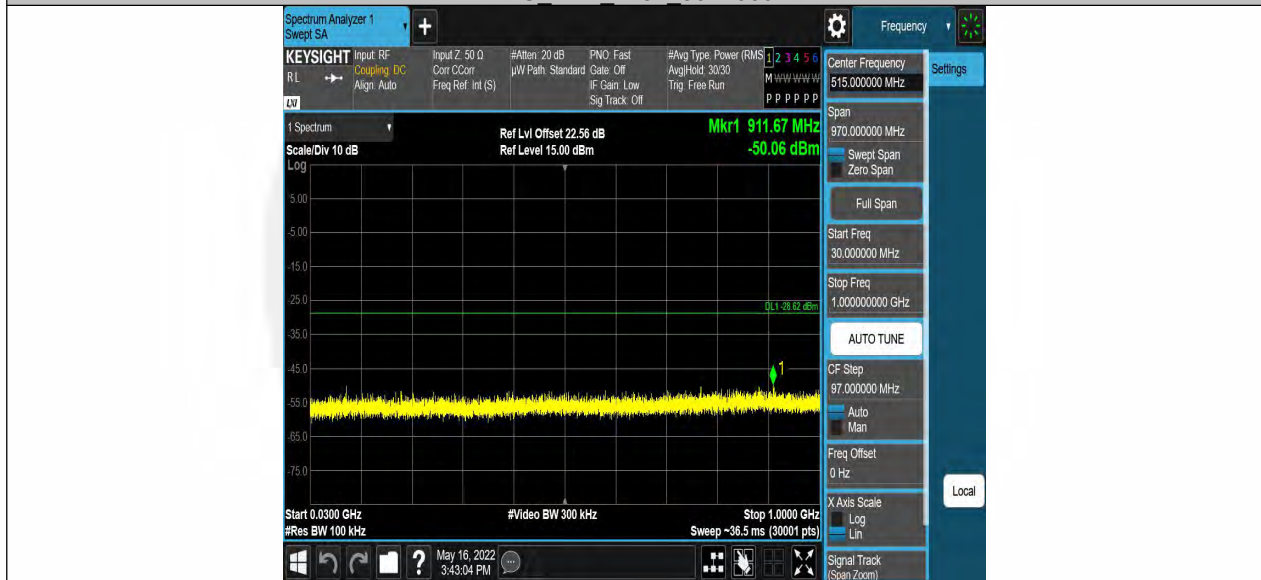 Spectrum Analyzer 1
Swept SA
+
Frequency
KEYSIGHT
RL
LXI
Input: RF
Coupling: DC
Align: Auto
Input Z: 50 Ω
Corr CCorr
Freq Ref: Int (S)
#Atten: 20 dB
µW Path: Standard
PNO: Fast
Gate: Off
IF Gain: Low
Sig Track: Off
#Avg Type: Power (RMS
Avg|Hold: 30/30
Trig: Free Run
1 2 3 4 5 6
M W W W W W
P P P P P P
1 Spectrum
Scale/Div 10 dB
Ref Lvl Offset 22.56 dB
Ref Level 15.00 dBm
Mkr1 911.67 MHz
-50.06 dBm
Log
5.00
-5.00
-15.0
-25.0
DL1 -28.62 dBm
-35.0
-45.0
1
-55.0
-65.0
-75.0
Start 0.0300 GHz
#Video BW 300 kHz
Stop 1.0000 GHz
#Res BW 100 kHz
Sweep ~36.5 ms (30001 pts)
May 16, 2022
3:43:04 PM
Center Frequency
515.000000 MHz
Settings
Span
970.000000 MHz
Swept Span
Zero Span
Full Span
Start Freq
30.000000 MHz
Stop Freq
1.000000000 GHz
AUTO TUNE
CF Step
97.000000 MHz
Auto
Man
Freq Offset
0 Hz
X Axis Scale
Log
Lin
Local
Signal Track
(Span Zoom)